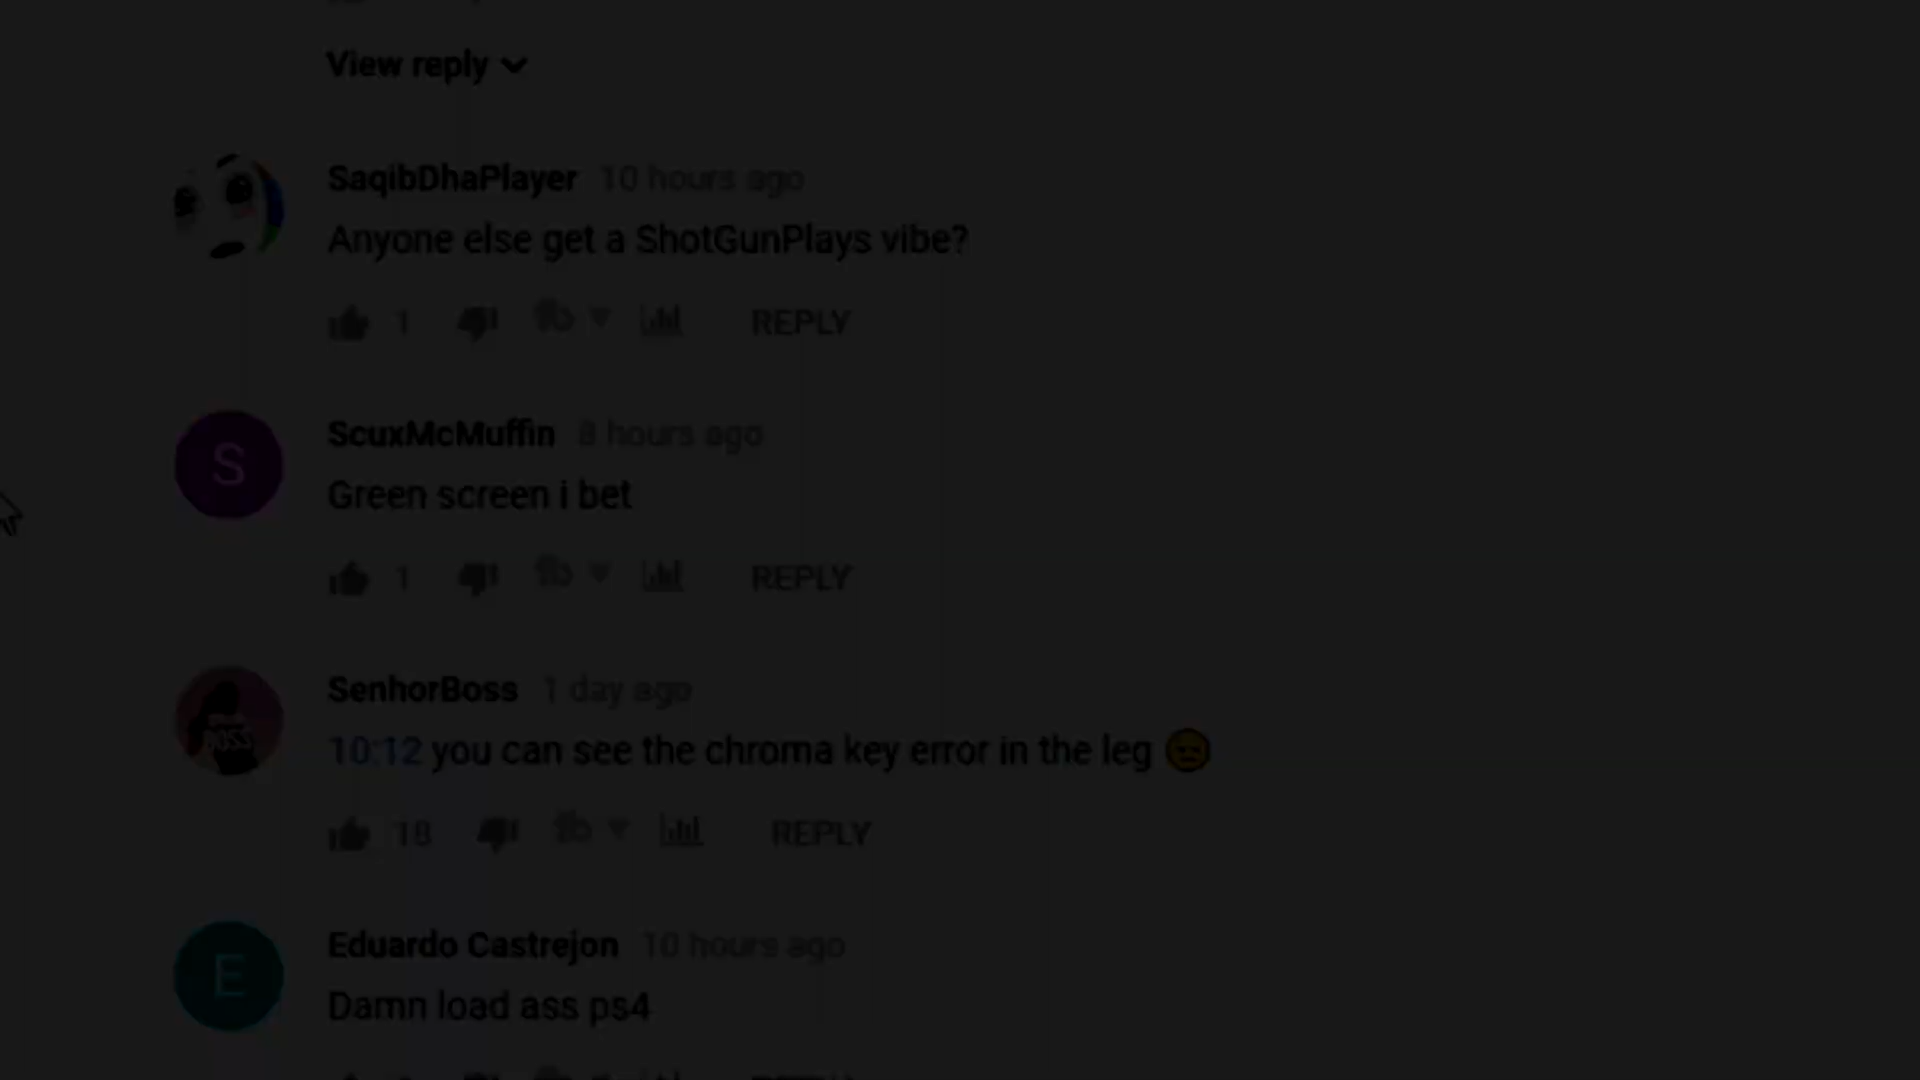 View reply
SaqibDhaPlayer 10 hours ago
Anyone else get a ShotGunPlays vibe?
1 REPLY
S
ScuxMcMuffin 8 hours ago
Green screen i bet
1 REPLY
SenhorBoss 1 day ago
10:12 you can see the chroma key error in the leg 😑
18 REPLY
E
Eduardo Castrejon 10 hours ago
Damn load ass ps4